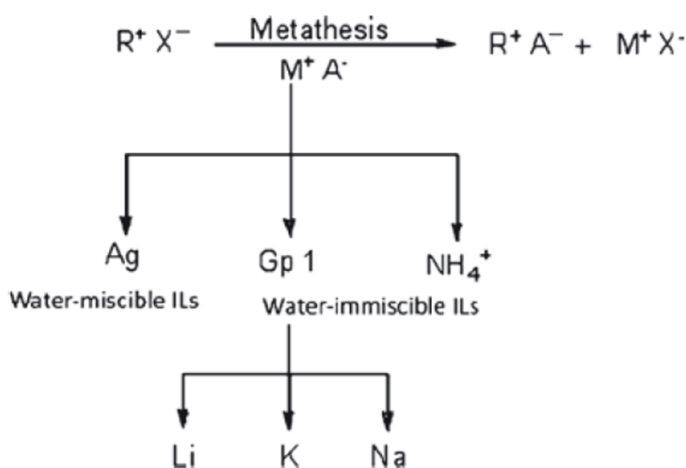 R⁺ X⁻ Metathesis R⁺ A⁻ + M⁺ X⁻
M⁺ A⁻
Ag Gp 1 NH₄⁺
Water-miscible ILs Water-immiscible ILs
Li K Na